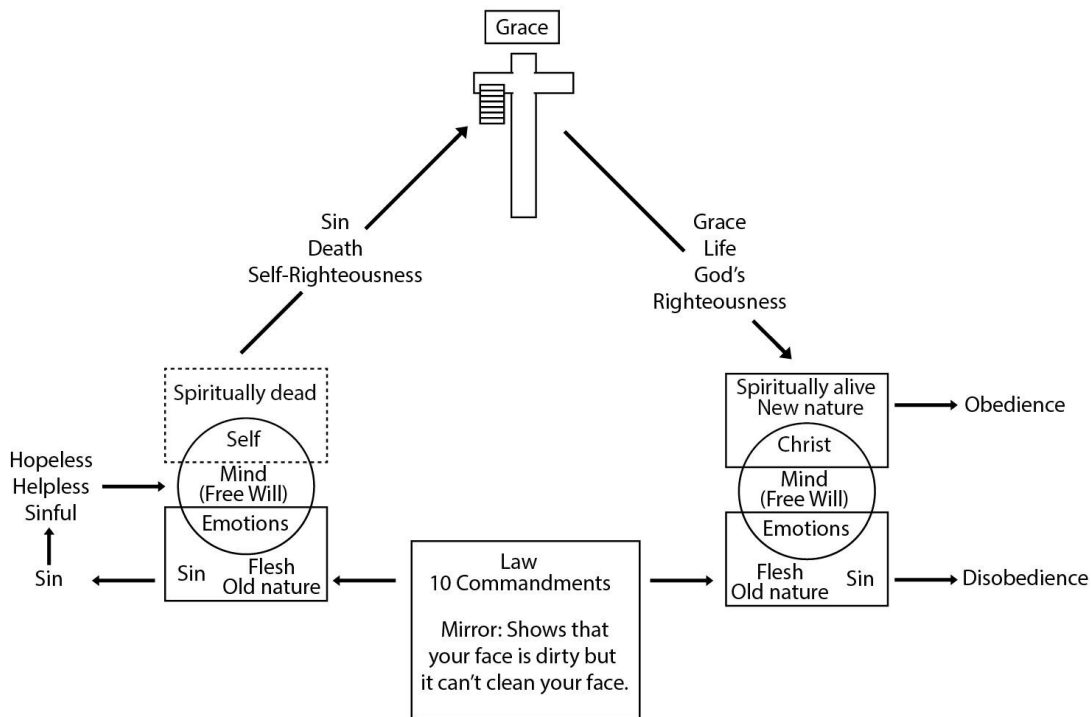 Grace
Sin
Death
Self-Righteousness
Grace
Life
God's
Righteousness
Spiritually dead
Self
Mind
(Free Will)
Emotions
Sin
Flesh
Old nature
Hopeless
Helpless
Sinful
Sin
Law
10 Commandments
Mirror: Shows that
your face is dirty but
it can't clean your face.
Spiritually alive
New nature
Christ
Mind
(Free Will)
Emotions
Flesh
Old nature
Sin
Obedience
Disobedience